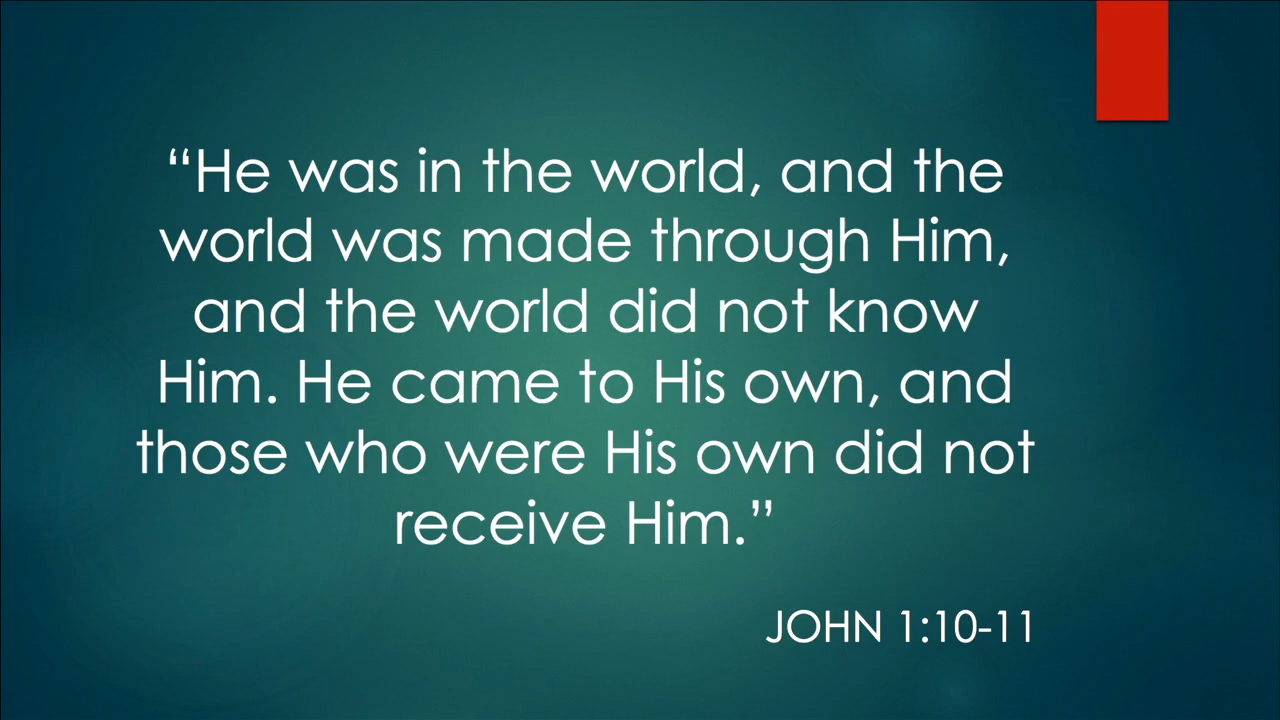 “He was in the world, and the
world was made through Him,
and the world did not know
Him. He came to His own, and
those who were His own did not
receive Him.”
JOHN 1:10-11